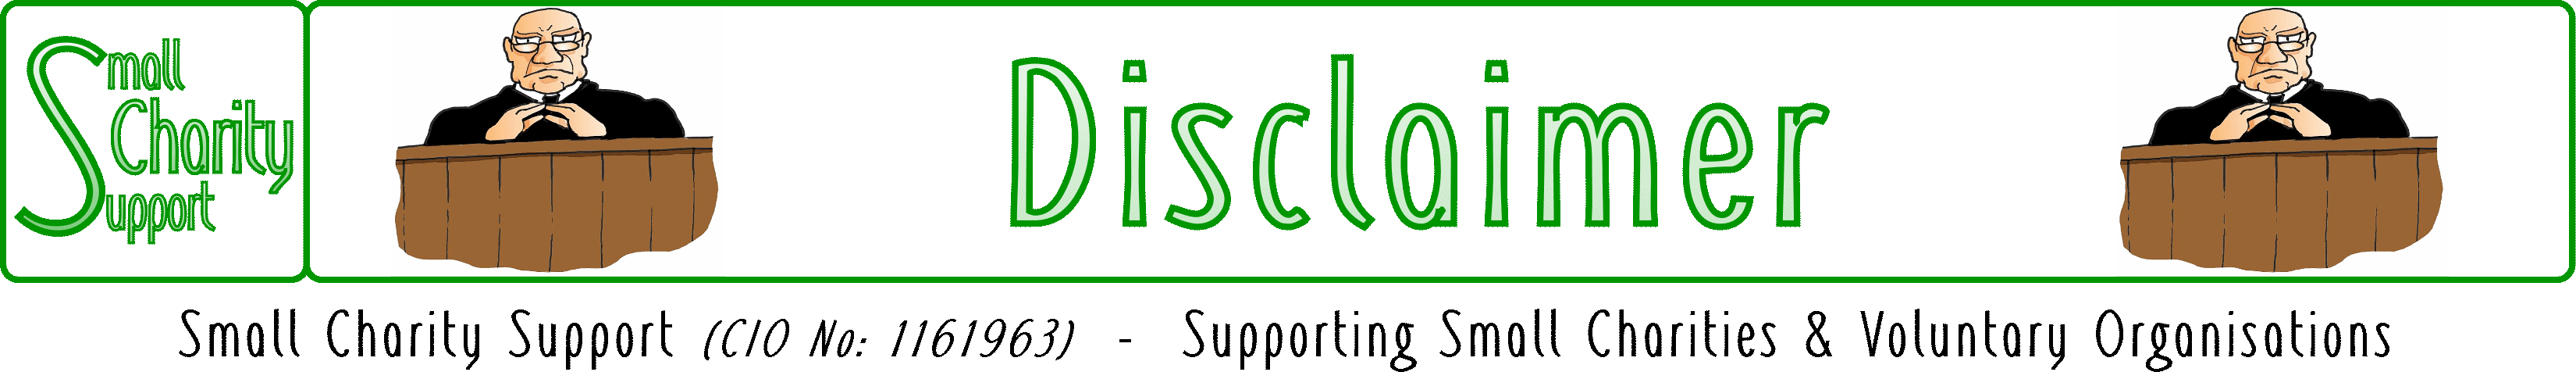 Small
Charity
Support
Disclaimer
Small Charity Support (CIO No: 1161963) - Supporting Small Charities & Voluntary Organisations